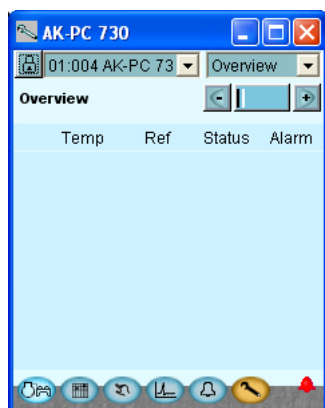 AK-PC 730
01:004 AK-PC 73 Overview
Overview
Temp Ref Status Alarm